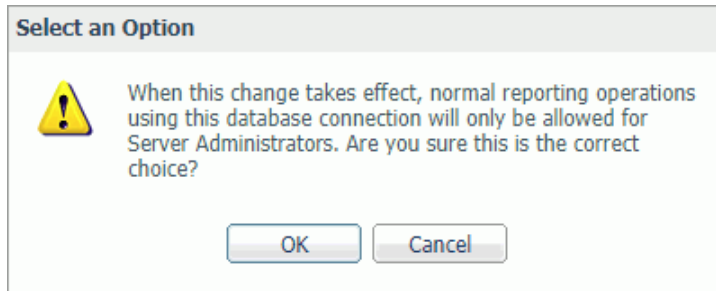 Select an Option
When this change takes effect, normal reporting operations
using this database connection will only be allowed for
Server Administrators. Are you sure this is the correct
choice?
OK
Cancel